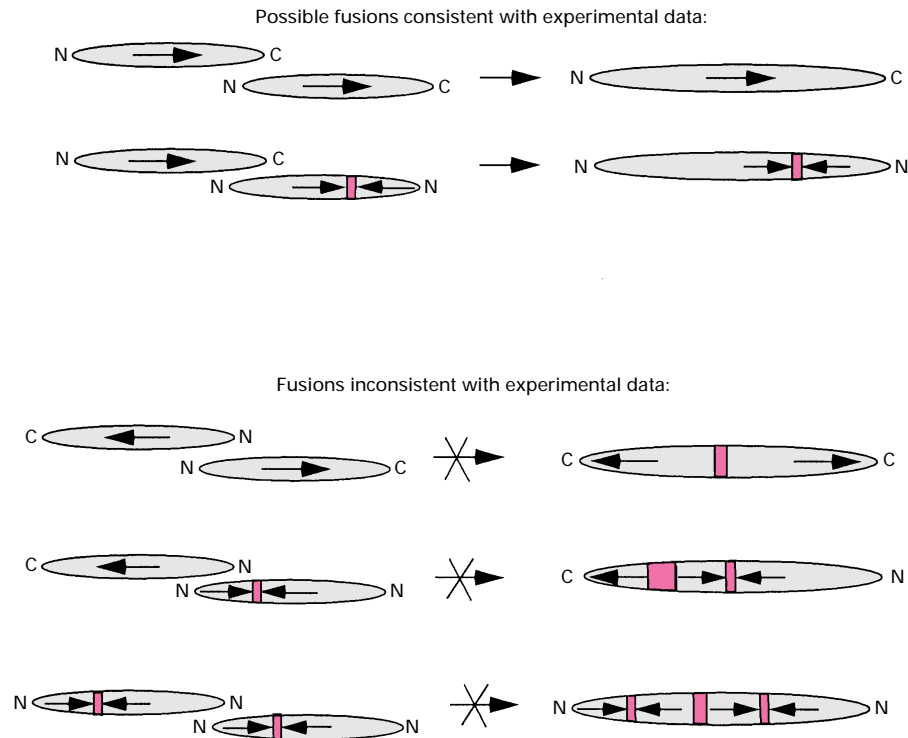 Possible fusions consistent with experimental data:
N C
N C N C
N C
N N N N
Fusions inconsistent with experimental data:
C N
N C C C
C N
N N C N
N N
N N N N